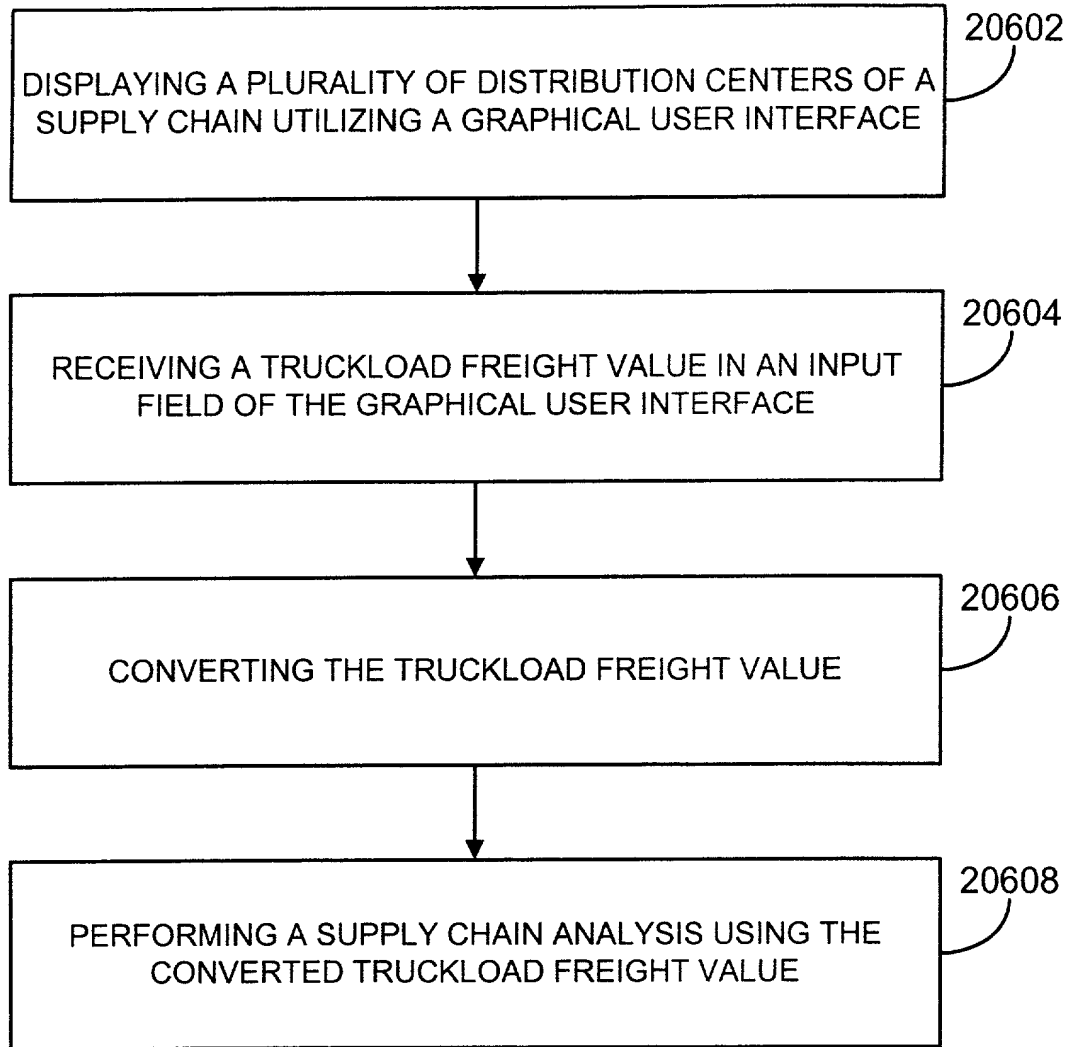 20602
DISPLAYING A PLURALITY OF DISTRIBUTION CENTERS OF A
SUPPLY CHAIN UTILIZING A GRAPHICAL USER INTERFACE
20604
RECEIVING A TRUCKLOAD FREIGHT VALUE IN AN INPUT
FIELD OF THE GRAPHICAL USER INTERFACE
20606
CONVERTING THE TRUCKLOAD FREIGHT VALUE
20608
PERFORMING A SUPPLY CHAIN ANALYSIS USING THE
CONVERTED TRUCKLOAD FREIGHT VALUE